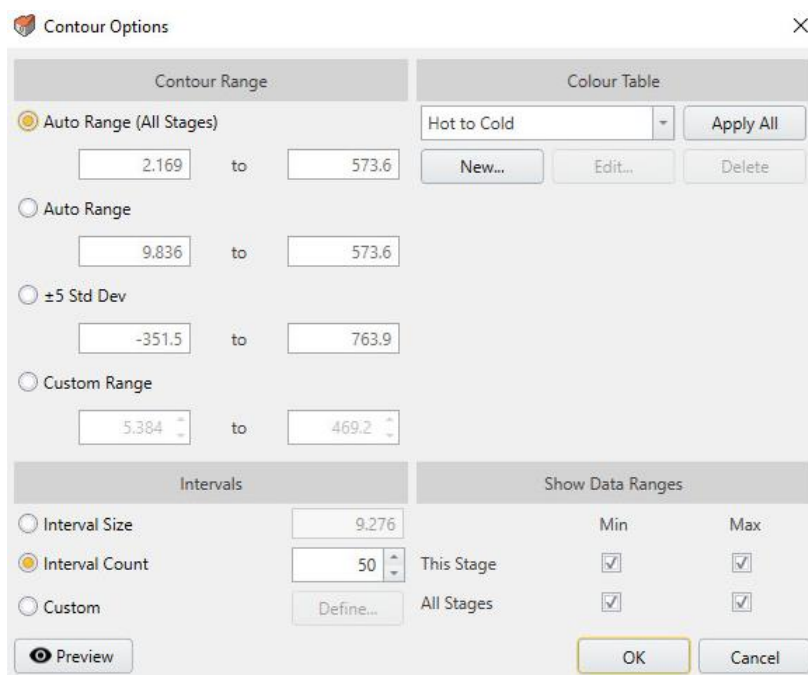 Contour Options
Contour Range
Colour Table
Auto Range (All Stages)
2.169 to 573.6
Hot to Cold
Apply All
New... Edit... Delete
Auto Range
9.836 to 573.6
±5 Std Dev
-351.5 to 763.9
Custom Range
5.384 to 469.2
Intervals
Show Data Ranges
Interval Size 9.276
Min Max
Interval Count 50
This Stage
Custom Define...
All Stages
Preview
OK Cancel